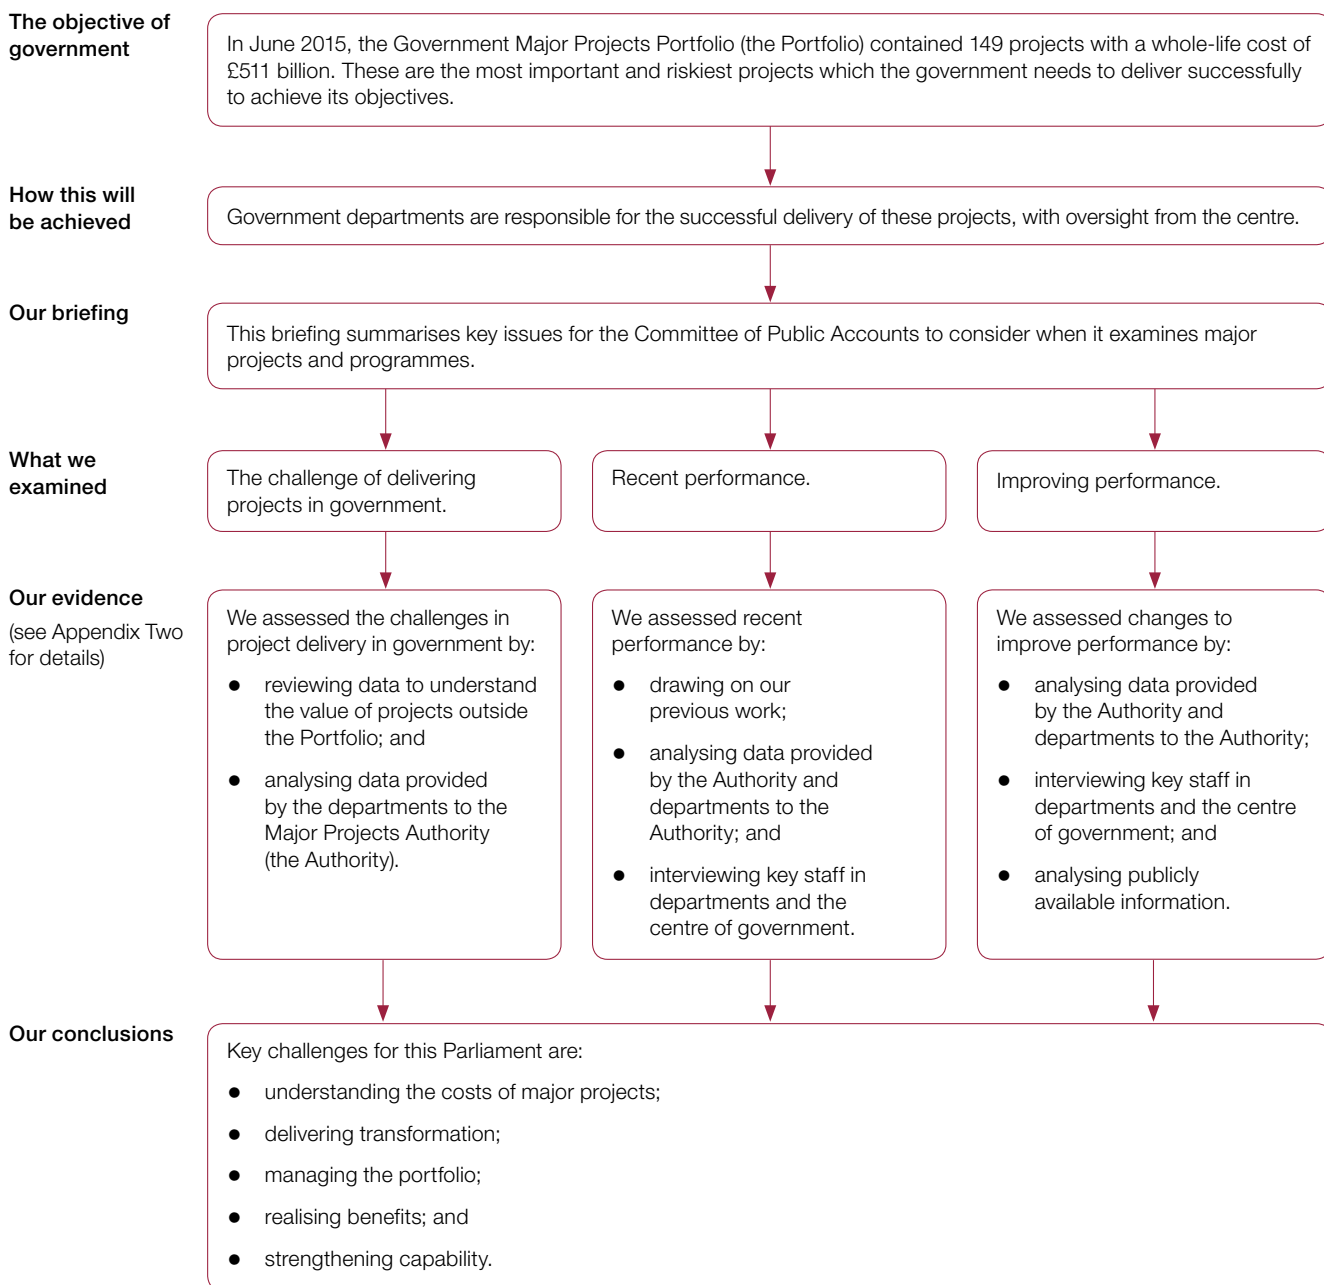 The objective of
government
In June 2015, the Government Major Projects Portfolio (the Portfolio) contained 149 projects with a whole-life cost of
£511 billion. These are the most important and riskiest projects which the government needs to deliver successfully
to achieve its objectives.
How this will
be achieved
Government departments are responsible for the successful delivery of these projects, with oversight from the centre.
Our briefing
This briefing summarises key issues for the Committee of Public Accounts to consider when it examines major
projects and programmes.
What we
examined
The challenge of delivering
projects in government.
Recent performance.
Improving performance.
Our evidence
(see Appendix Two
for details)
We assessed the challenges in
project delivery in government by:
● reviewing data to understand
the value of projects outside
the Portfolio; and
● analysing data provided
by the departments to the
Major Projects Authority
(the Authority).
We assessed recent
performance by:
● drawing on our
previous work;
● analysing data provided
by the Authority and
departments to the
Authority; and
● interviewing key staff in
departments and the
centre of government.
We assessed changes to
improve performance by:
● analysing data provided
by the Authority and
departments to the Authority;
● interviewing key staff in
departments and the centre
of government; and
● analysing publicly
available information.
Our conclusions
Key challenges for this Parliament are:
● understanding the costs of major projects;
● delivering transformation;
● managing the portfolio;
● realising benefits; and
● strengthening capability.